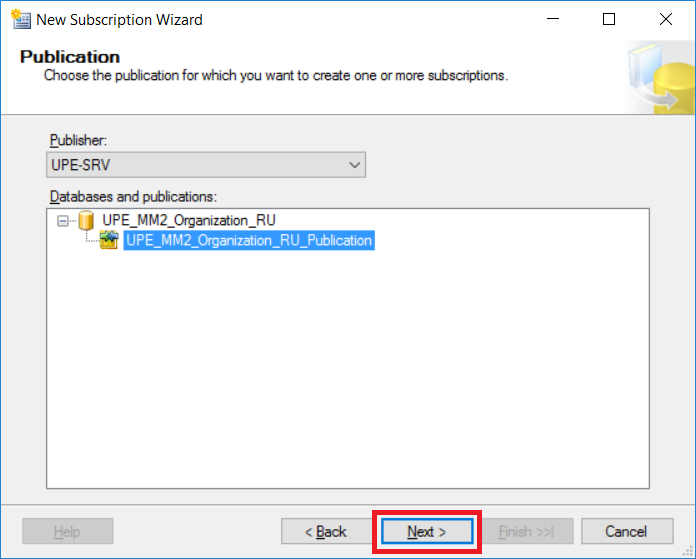 New Subscription Wizard
Publication
Choose the publication for which you want to create one or more subscriptions.
Publisher:
UPE-SRV
Databases and publications:
UPE_MM2_Organization_RU
UPE_MM2_Organization_RU_Publication
Help < Back Next > Finish >>| Cancel